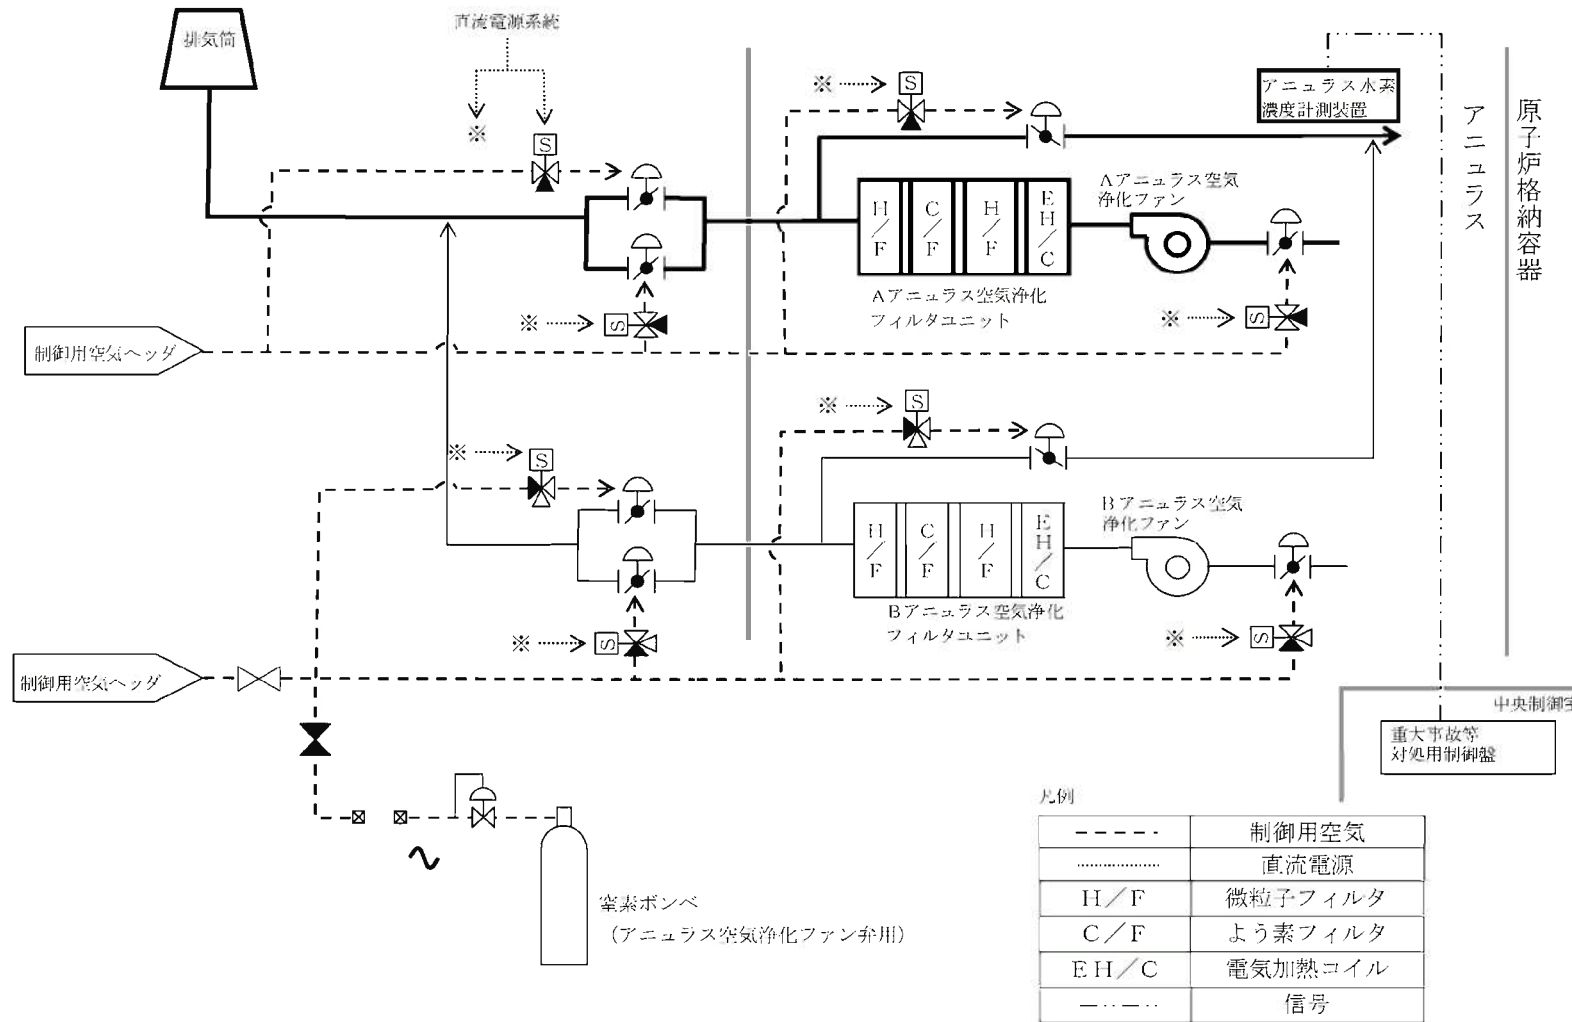 排気筒
直流電源系統
※
S
※
S
アニュラス水素
濃度計測装置
アニュラス
原子炉格納容器
H/F
C/F
H/F
EH/C
Aアニュラス空気
浄化ファン
Aアニュラス空気浄化
フィルタユニット
※
S
※
S
制御用空気ヘッダ
※
S
※
S
H/F
C/F
H/F
EH/C
Bアニュラス空気
浄化ファン
Bアニュラス空気浄化
フィルタユニット
※
S
※
S
制御用空気ヘッダ
中央制御室
重大事故等
対処用制御盤
窒素ボンベ
(アニュラス空気浄化ファン弁用)
凡例
制御用空気
直流電源
H/F 微粒子フィルタ
C/F よう素フィルタ
EH/C 電気加熱コイル
信号